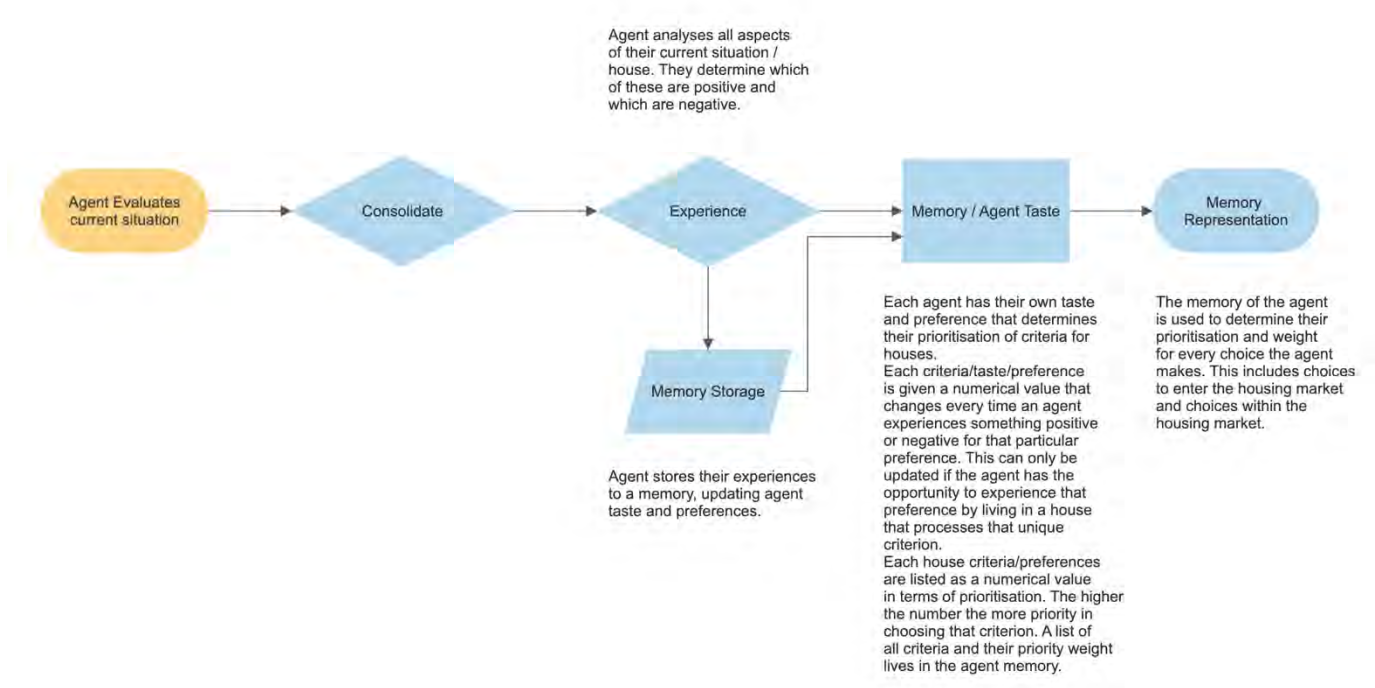 Agent analyses all aspects
of their current situation /
house. They determine which
of these are positive and
which are negative.
Agent Evaluates
current situation
Consolidate
Experience
Memory / Agent Taste
Memory
Representation
Memory Storage
Agent stores their experiences
to a memory, updating agent
taste and preferences.
Each agent has their own taste
and preference that determines
their prioritisation of criteria for
houses.
Each criteria/taste/preference
is given a numerical value that
changes every time an agent
experiences something positive
or negative for that particular
preference. This can only be
updated if the agent has the
opportunity to experience that
preference by living in a house
that processes that unique
criterion.
Each house criteria/preferences
are listed as a numerical value
in terms of prioritisation. The higher
the number the more priority in
choosing that criterion. A list of
all criteria and their priority weight
lives in the agent memory.
The memory of the agent
is used to determine their
prioritisation and weight
for every choice the agent
makes. This includes choices
to enter the housing market
and choices within the
housing market.